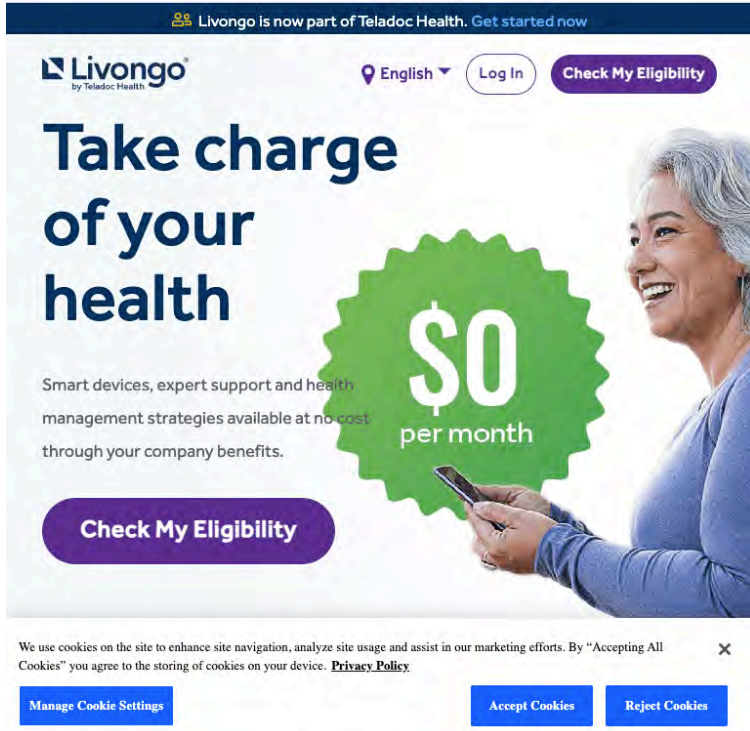 Livongo is now part of Teladoc Health. Get started now
Livongo®
by Teladoc Health
English
Log In
Check My Eligibility
Take charge
of your
health
$0
per month
Smart devices, expert support and health
management strategies available at no cost
through your company benefits.
Check My Eligibility
We use cookies on the site to enhance site navigation, analyze site usage and assist in our marketing efforts. By “Accepting All
Cookies” you agree to the storing of cookies on your device. Privacy Policy
Manage Cookie Settings
Accept Cookies
Reject Cookies